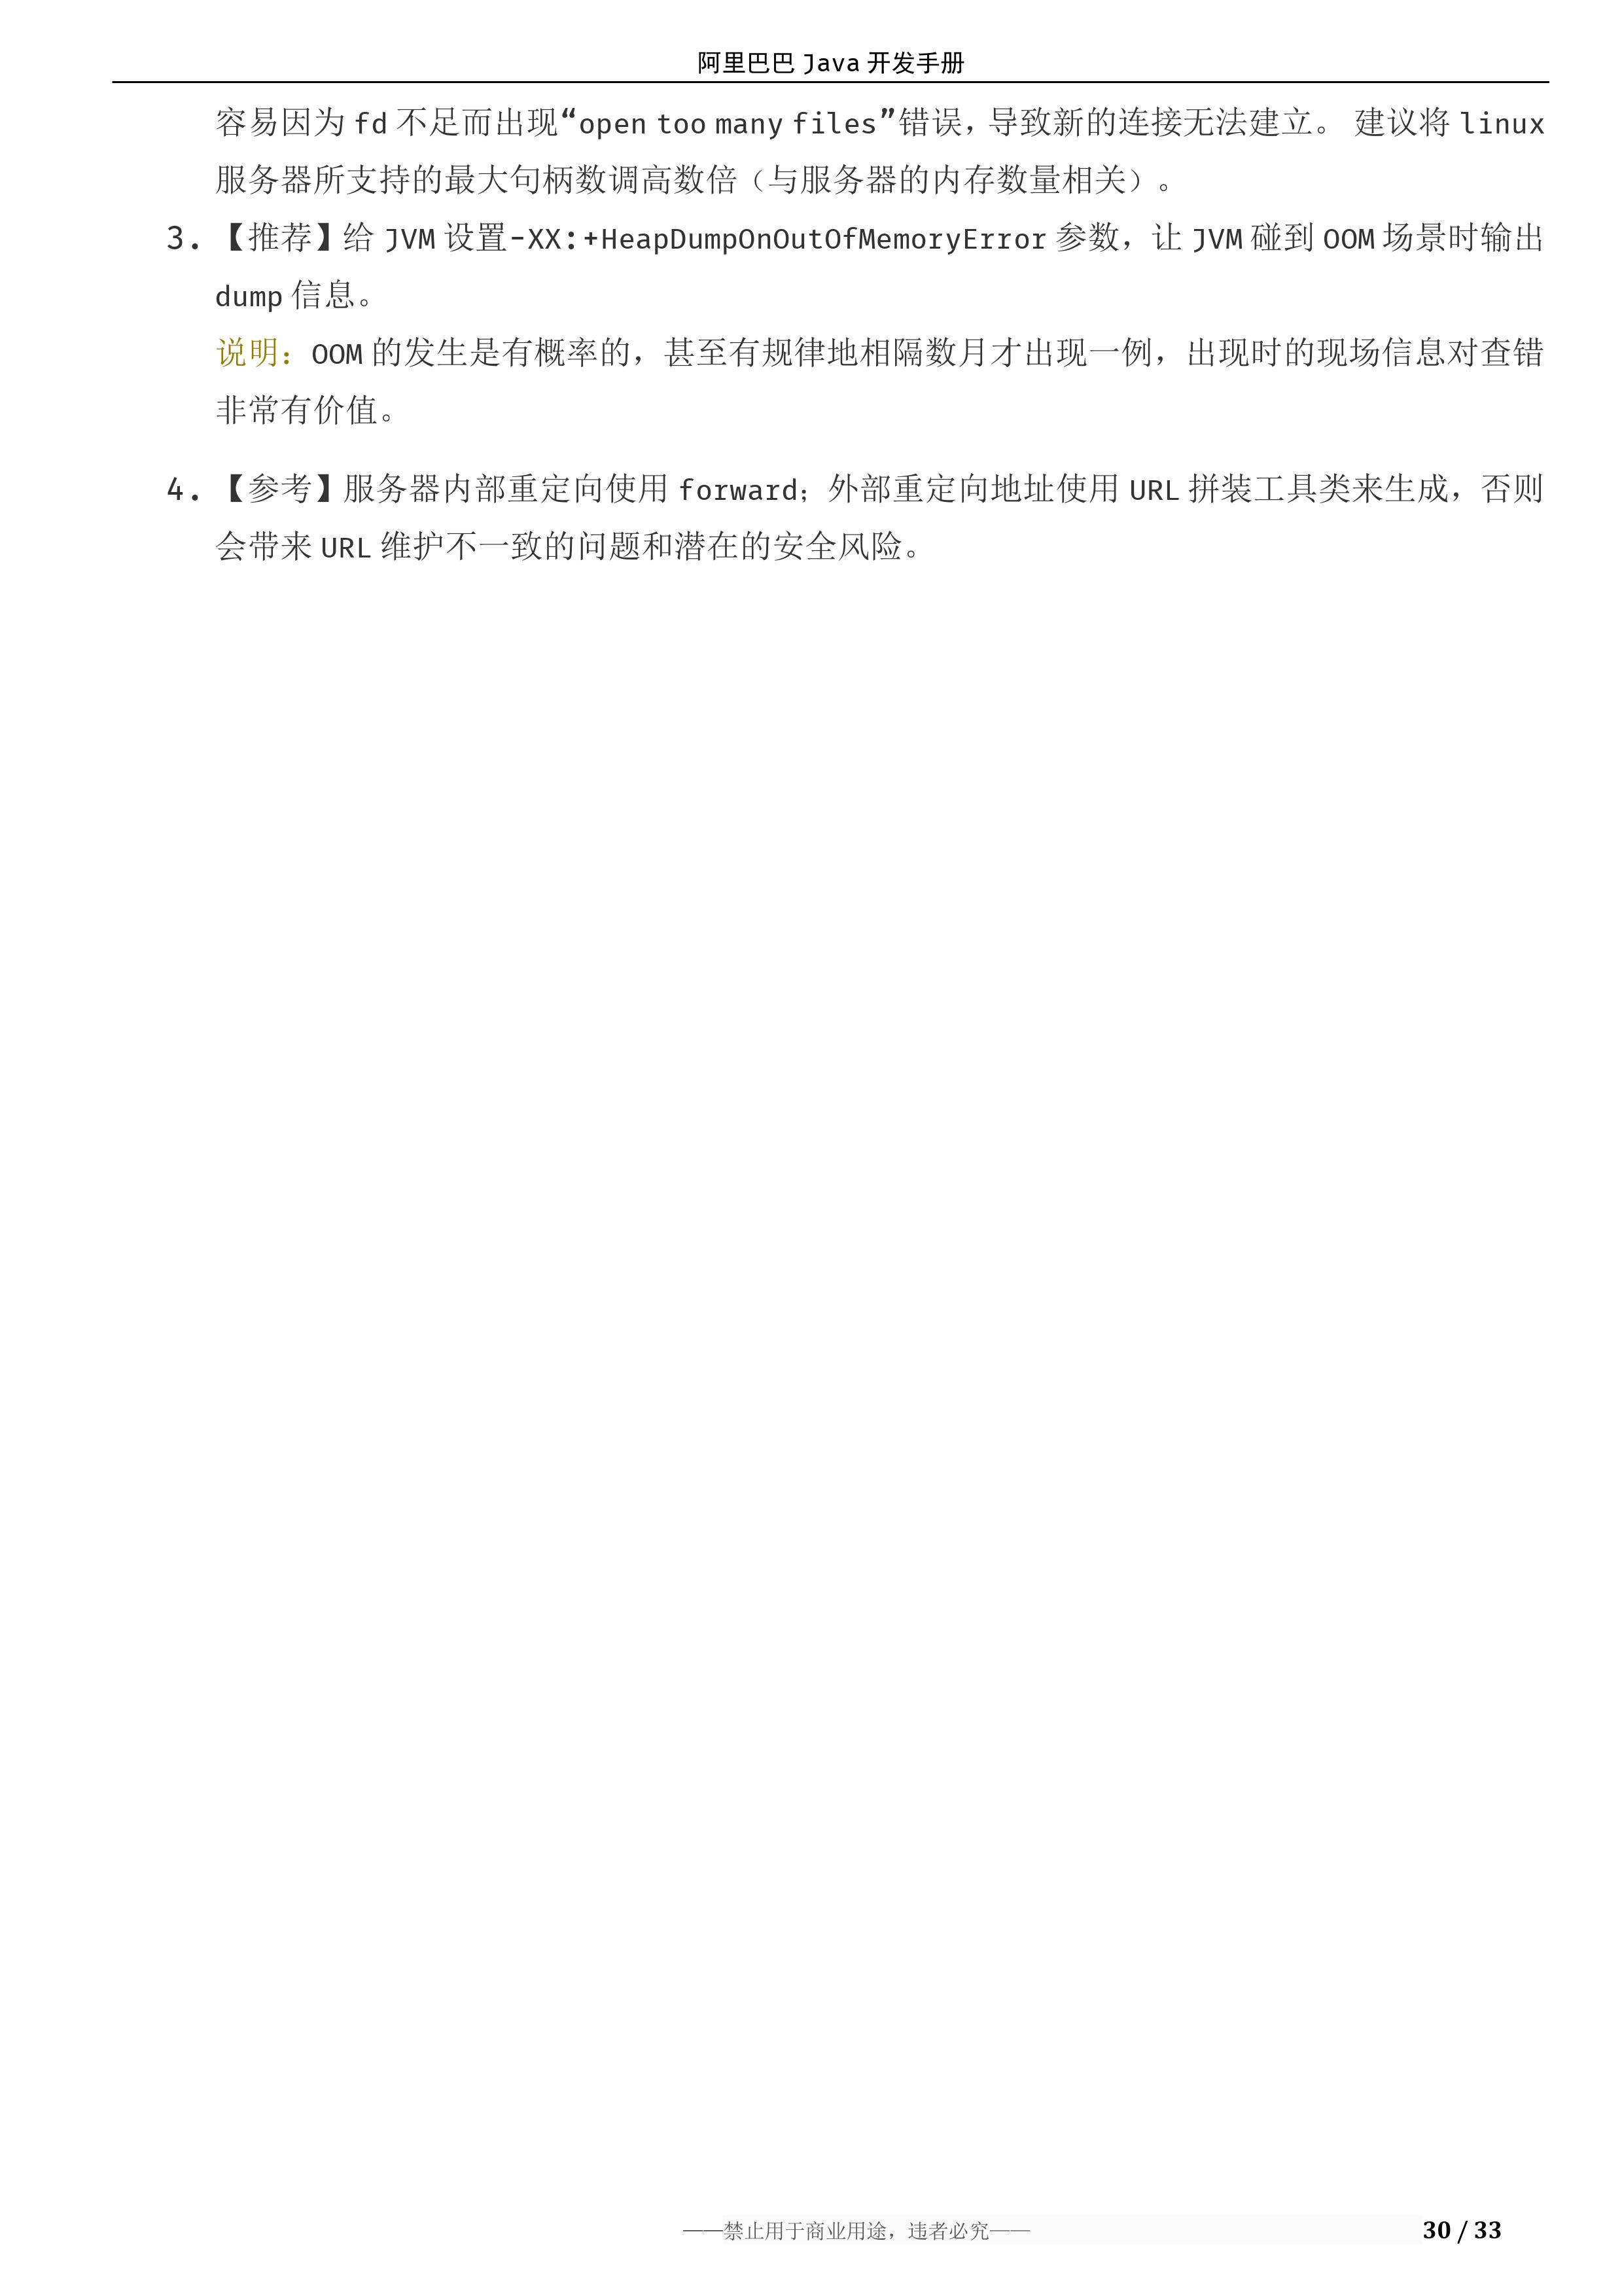 阿里巴巴 Java 开发手册
容易因为 fd 不足而出现“open too many files”错误，导致新的连接无法建立。 建议将 linux
服务器所支持的最大句柄数调高数倍（与服务器的内存数量相关）。
3. 【推荐】给 JVM 设置-XX:+HeapDumpOnOutOfMemoryError 参数，让 JVM 碰到 OOM 场景时输出
dump 信息。
说明：OOM 的发生是有概率的，甚至有规律地相隔数月才出现一例，出现时的现场信息对查错
非常有价值。
4. 【参考】服务器内部重定向使用 forward；外部重定向地址使用 URL 拼装工具类来生成，否则
会带来 URL 维护不一致的问题和潜在的安全风险。
——禁止用于商业用途，违者必究—— 30 / 33